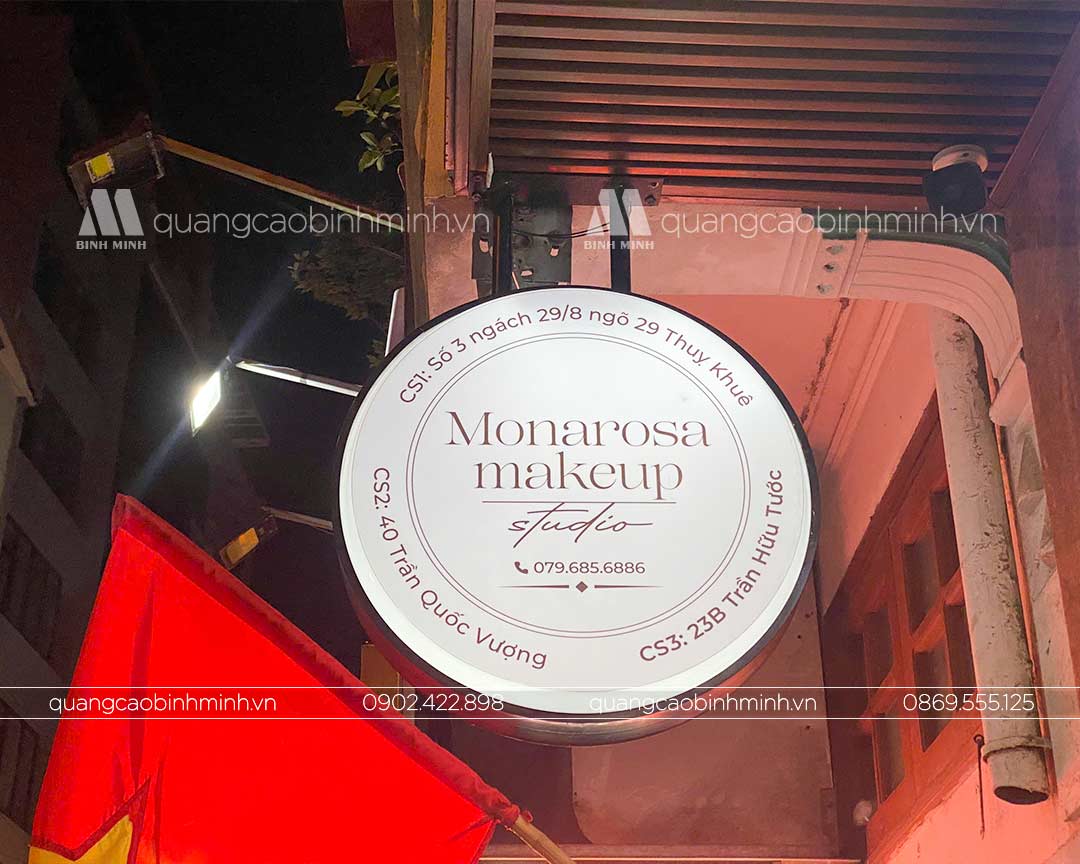 quangcaobinhminh.vn
BINH MINH
quangcaobinhminh.vn
BINH MINH
CS1: Số 3 ngách 29/8 ngõ 29 Thuỵ Khuê
Monarosa
makeup
studio
079.685.6886
CS2: 40 Trần Quốc Vượng
CS3: 23B Trần Hữu Tước
quangcaobinhminh.vn
0902.422.898
quangcaobinhminh.vn
0869.555.125